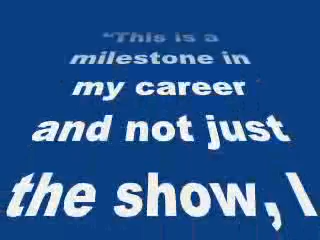 "This is a
milestone in
my career
and not just
the show, I